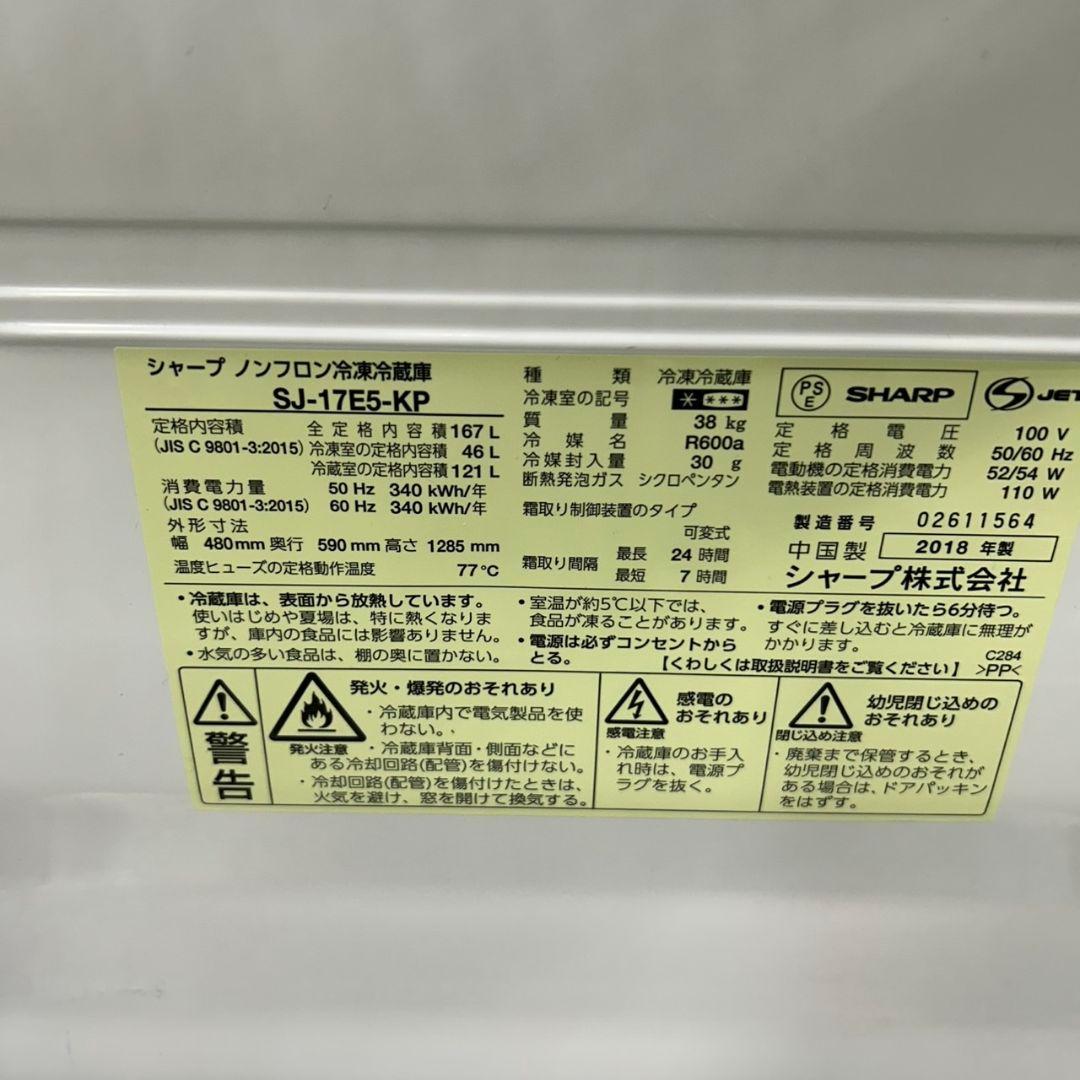 シャープ ノンフロン冷凍冷蔵庫
SJ-17E5-KP
定格内容積
(JIS C 9801-3:2015)
全定格内容積 167 L
冷凍室の定格内容積 46 L
冷蔵室の定格内容積 121 L
消費電力量 50 Hz 340 kWh/年
(JIS C 9801-3:2015) 60 Hz 340 kWh/年
外形寸法
幅 480mm 奥行 590 mm 高さ 1285 mm
温度ヒューズの定格動作温度 77℃
種類 冷凍冷蔵庫
冷凍室の記号 * ***
質量 38 kg
冷媒名 R600a
冷媒封入量 30 g
断熱発泡ガス シクロペンタン
霜取り制御装置のタイプ
可変式
霜取り間隔 最長 24 時間
最短 7 時間
PS
E
SHARP
JET
定格電圧 100 V
定格周波数 50/60 Hz
電動機の定格消費電力 52/54 W
電熱装置の定格消費電力 110 W
製造番号 02611564
中国製 2018 年製
シャープ株式会社
・冷蔵庫は、表面から放熱しています。
使いはじめや夏場は、特に熱くなりま
すが、庫内の食品には影響ありません。
・水気の多い食品は、棚の奥に置かない。
・室温が約5℃以下では、
食品が凍ることがあります。
・電源は必ずコンセントから
とる。
・電源プラグを抜いたら6分待つ。
すぐに差し込むと冷蔵庫に無理が
かかります。
C284
【くわしくは取扱説明書をご覧ください】 >PP<
警告
発火・爆発のおそれあり
発火注意
・冷蔵庫内で電気製品を使
わない。
・冷蔵庫背面・側面などに
ある冷却回路(配管)を傷付けない。
・冷却回路(配管)を傷付けたときは、
火気を避け、窓を開けて換気する。
感電の
おそれあり
感電注意
・冷蔵庫のお手入
れ時は、電源プ
ラグを抜く。
幼児閉じ込めの
おそれあり
閉じ込め注意
・廃棄まで保管するとき、
幼児閉じ込めのおそれが
ある場合は、ドアパッキン
をはずす。